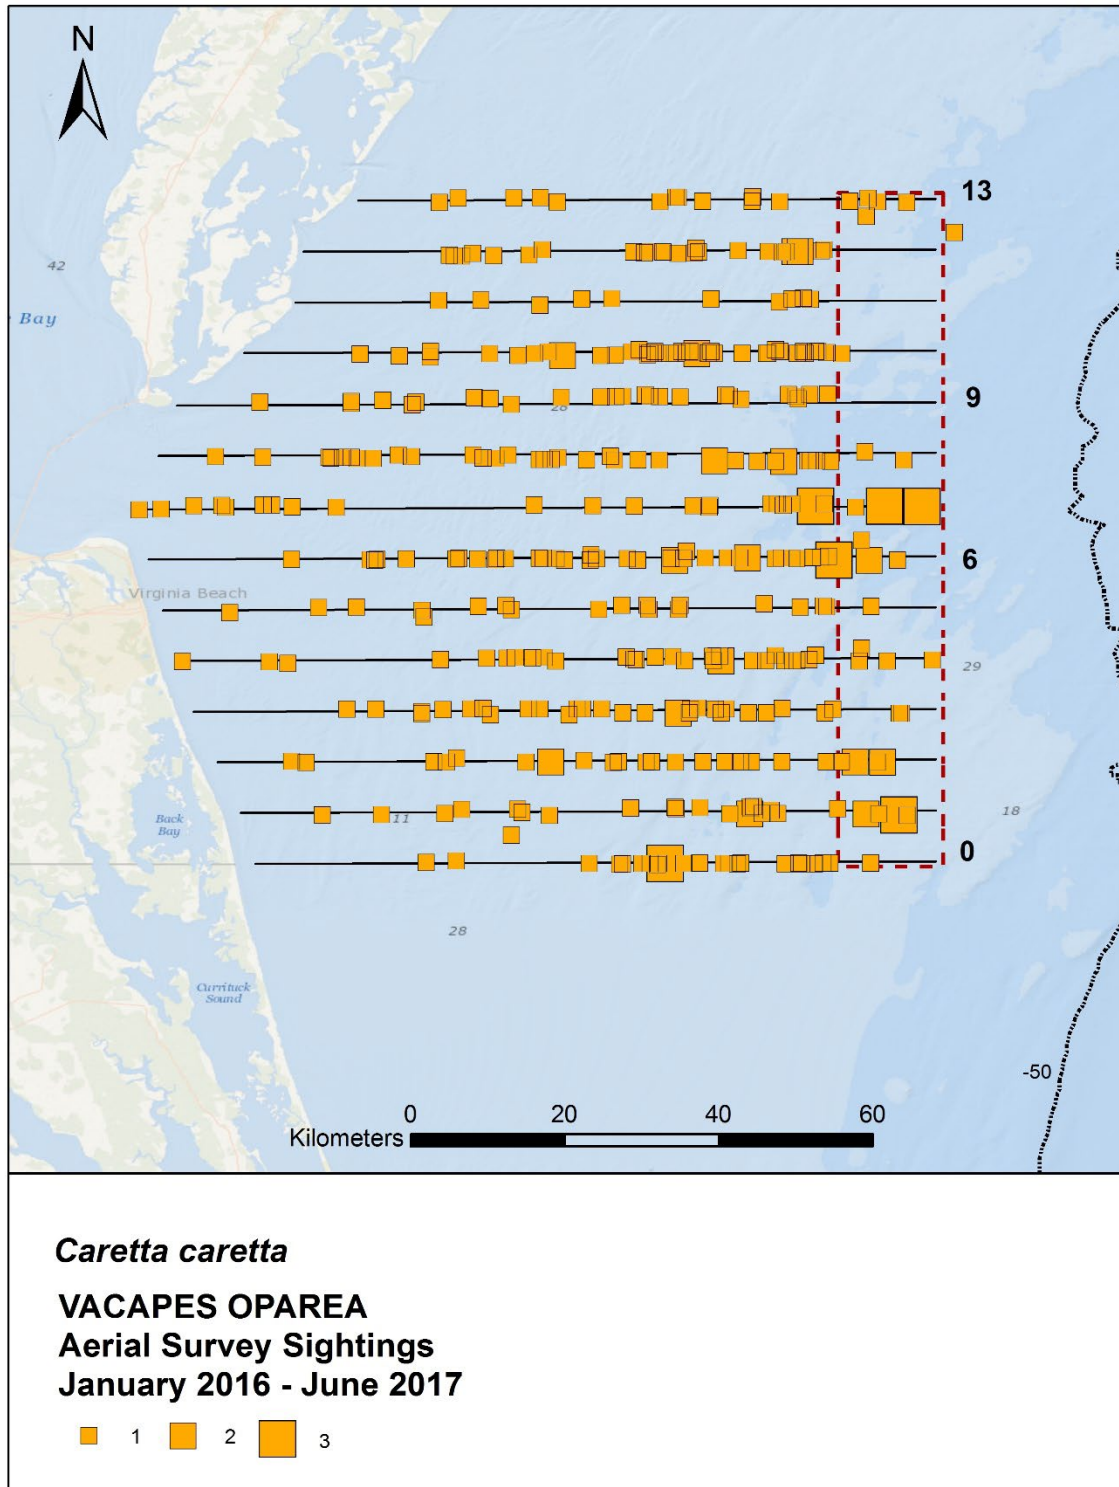 N
13
42
Bay
9
28
6
Virginia Beach
29
18
11
Back
Bay
0
28
Currituck
Sound
-50
0 20 40 60
Kilometers
Caretta caretta
VACAPES OPAREA
Aerial Survey Sightings
January 2016 - June 2017
1 2 3